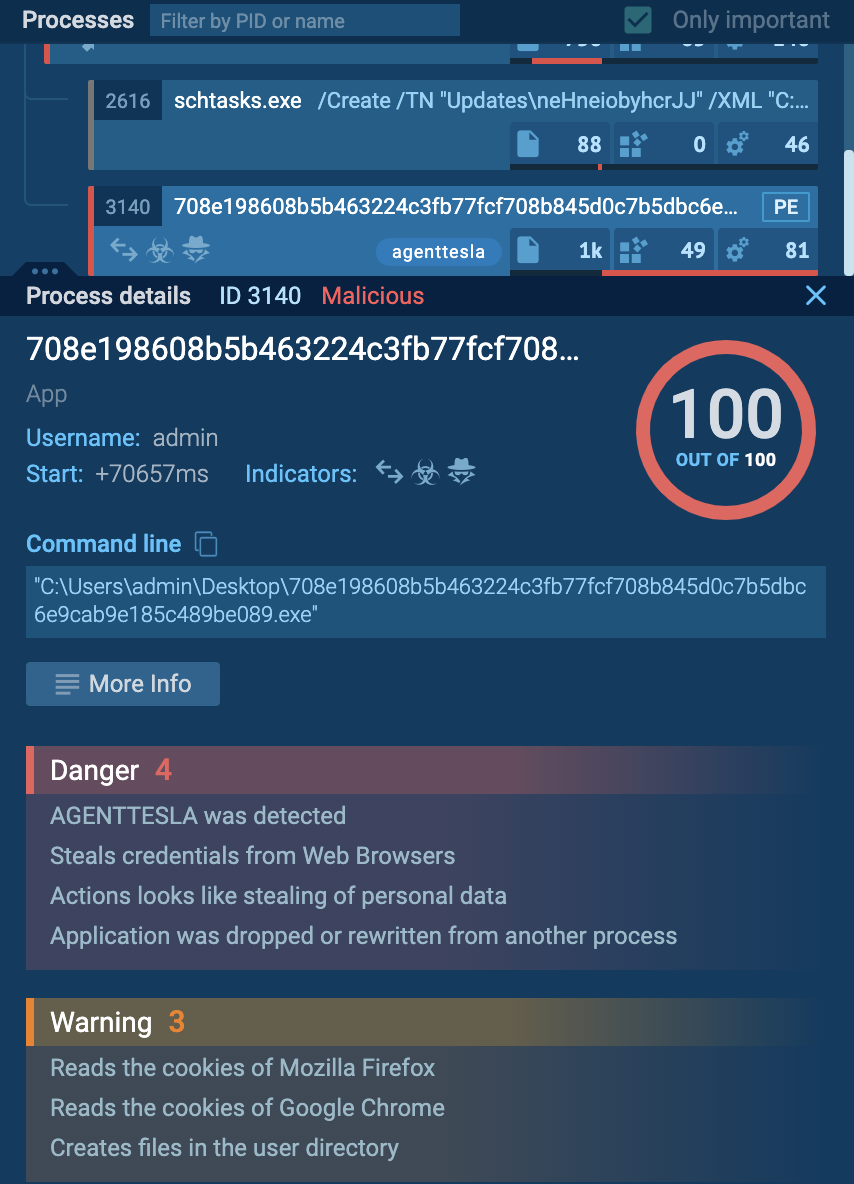 Processes Filter by PID or name Only important
2616 schtasks.exe /Create /TN "Updates\neHneiobyhcrJJ" /XML "C:...
88 0 46
3140 708e198608b5b463224c3fb77fcf708b845d0c7b5dbc6e... PE
agenttesla 1k 49 81
Process details ID 3140 Malicious
708e198608b5b463224c3fb77fcf708...
App
100
OUT OF 100
Username: admin
Start: +70657ms Indicators:
Command line
"C:\Users\admin\Desktop\708e198608b5b463224c3fb77fcf708b845d0c7b5dbc
6e9cab9e185c489be089.exe"
More Info
Danger 4
AGENTTESLA was detected
Steals credentials from Web Browsers
Actions looks like stealing of personal data
Application was dropped or rewritten from another process
Warning 3
Reads the cookies of Mozilla Firefox
Reads the cookies of Google Chrome
Creates files in the user directory